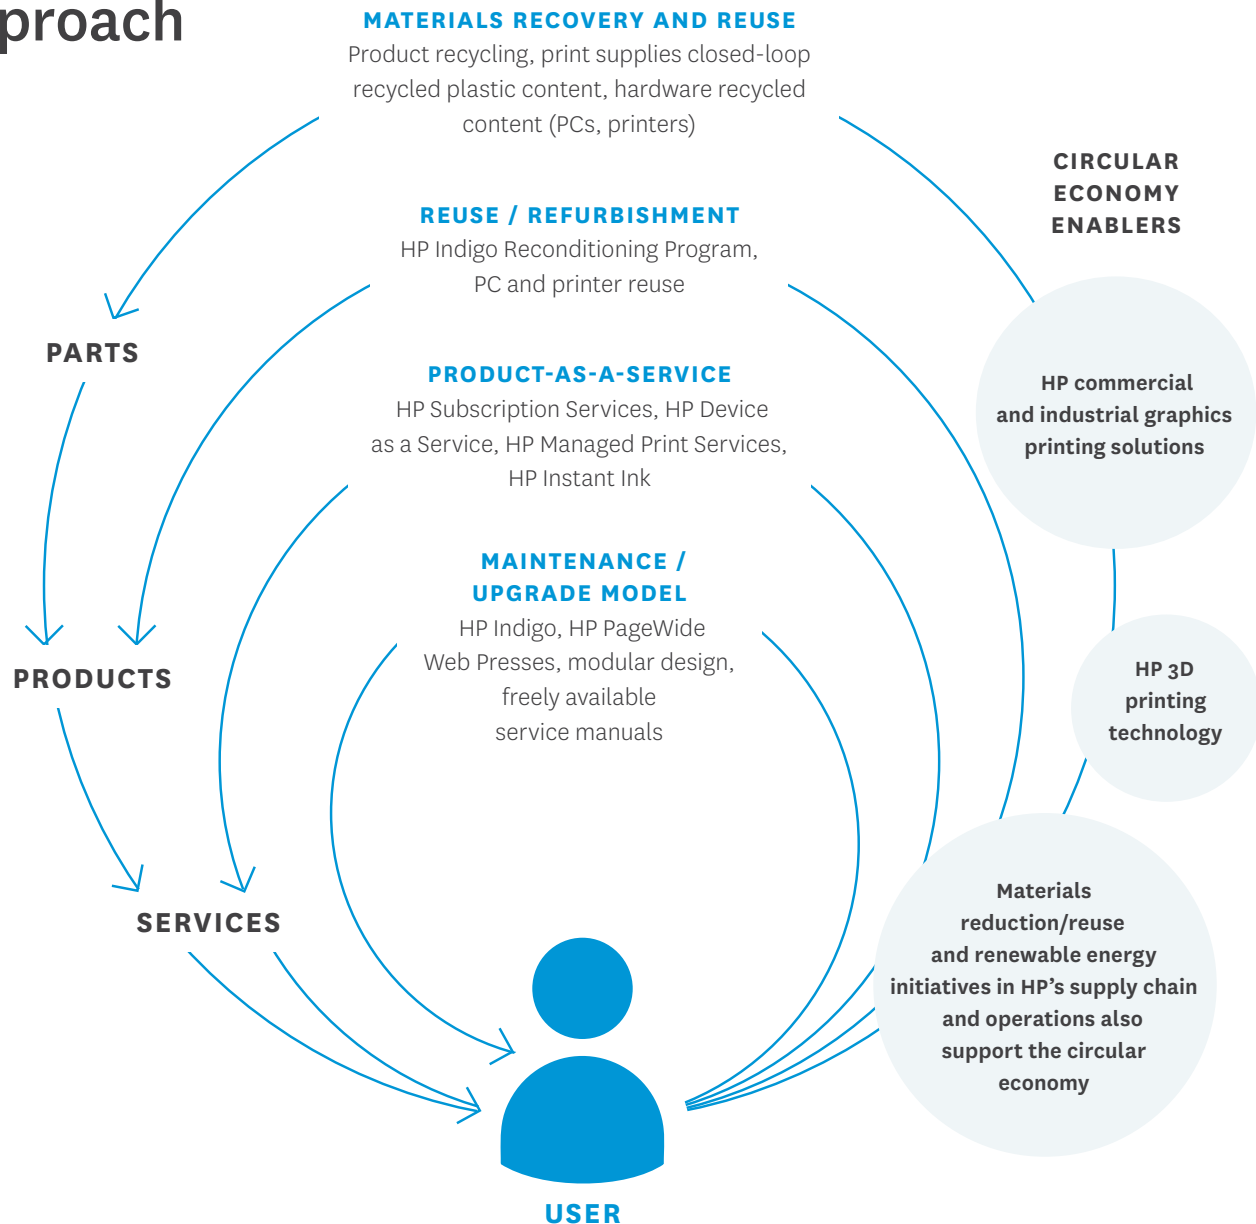 proach
MATERIALS RECOVERY AND REUSE
Product recycling, print supplies closed-loop
recycled plastic content, hardware recycled
content (PCs, printers)
REUSE / REFURBISHMENT
HP Indigo Reconditioning Program,
PC and printer reuse
PRODUCT-AS-A-SERVICE
HP Subscription Services, HP Device
as a Service, HP Managed Print Services,
HP Instant Ink
MAINTENANCE /
UPGRADE MODEL
HP Indigo, HP PageWide
Web Presses, modular design,
freely available
service manuals
PARTS
PRODUCTS
SERVICES
USER
CIRCULAR
ECONOMY
ENABLERS
HP commercial
and industrial graphics
printing solutions
HP 3D
printing
technology
Materials
reduction/reuse
and renewable energy
initiatives in HP’s supply chain
and operations also
support the circular
economy